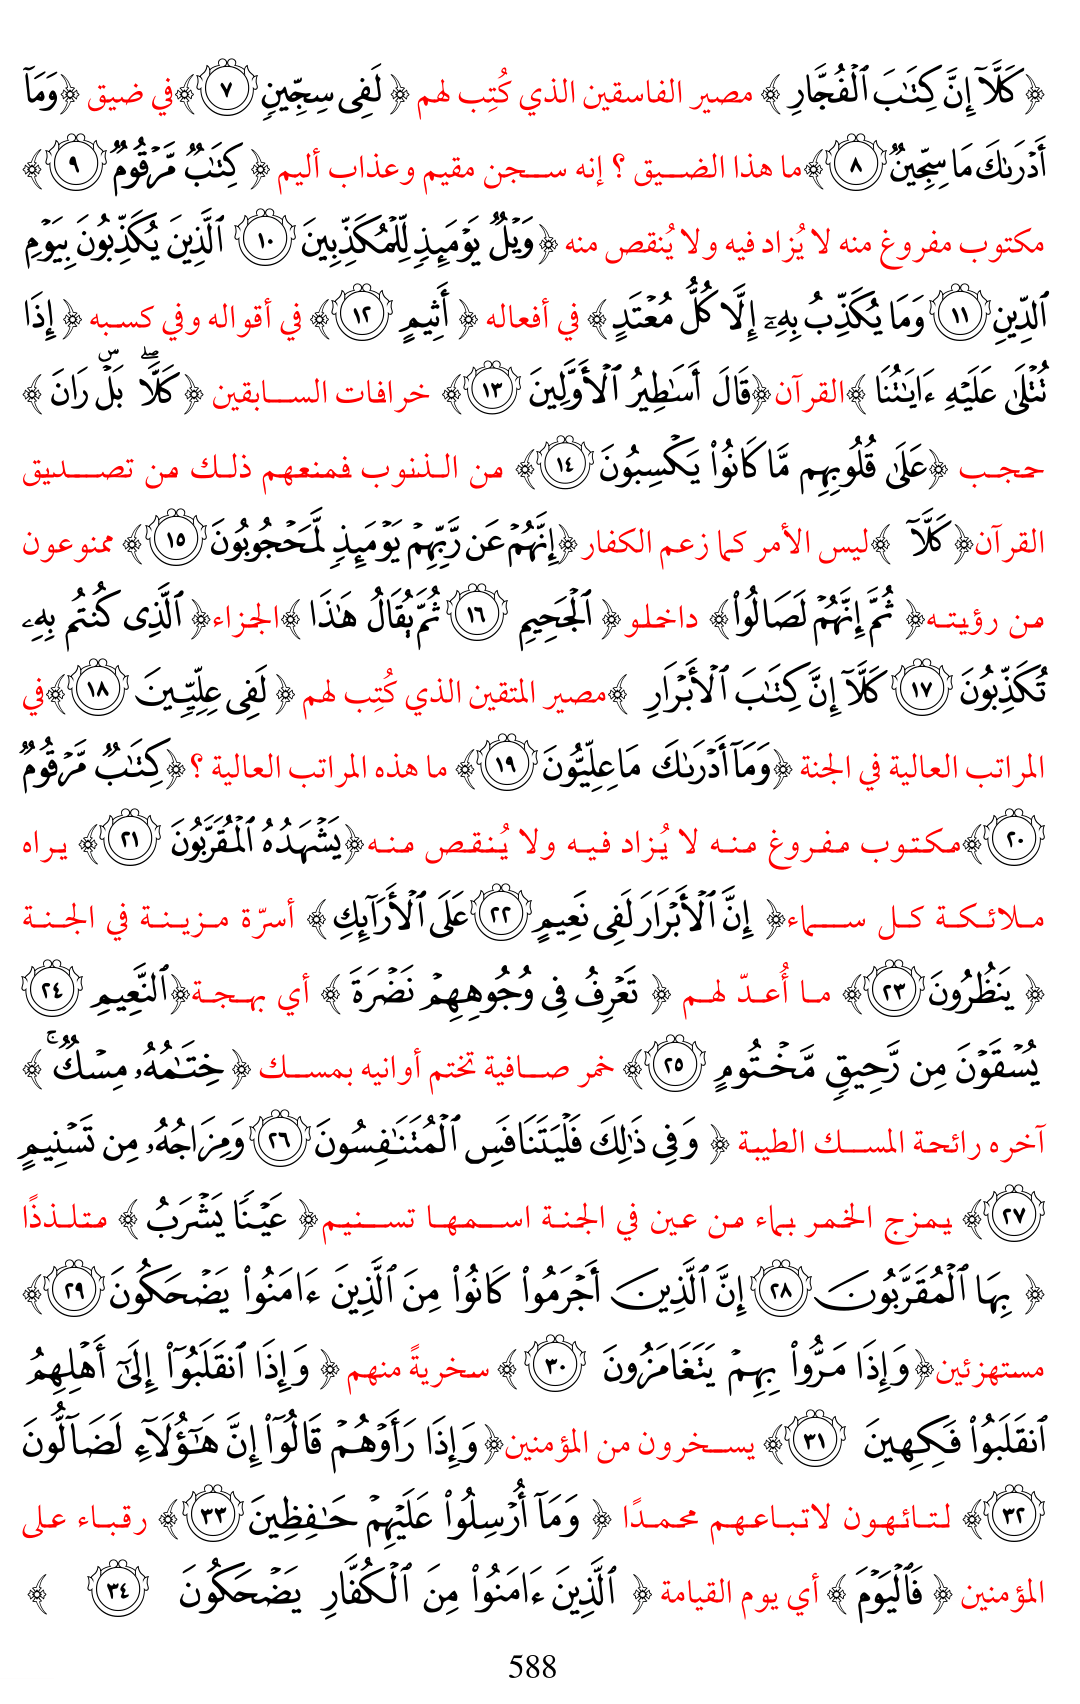 ﴿ كَلَّآ إِنَّ كِتَٰبَ ٱلْفُجَّارِ ﴾ مصير الفاسقين الذي كُتِب لهم ﴿ لَفِى سِجِّينٍۢ ٧ ﴾في ضيق ﴿وَمَآ
أَدْرَىٰكَ مَا سِجِّينٌۭ ٨ ﴾ما هذا الضيق ؟ إنه سجن مقيم وعذاب أليم ﴿ كِتَٰبٌۭ مَّرْقُومٌۭ ٩ ﴾
مكتوب مفروغ منه لا يُزاد فيه ولا يُنقص منه ﴿وَيْلٌۭ يَوْمَئِذٍۢ لِّلْمُكَذِّبِينَ ١٠ ٱلَّذِينَ يُكَذِّبُونَ بِيَوْمِ
ٱلدِّينِ ١١ وَمَا يُكَذِّبُ بِهِۦٓ إِلَّا كُلُّ مُعْتَدٍ ﴾ في أفعاله ﴿ أَثِيمٍ ١٢ ﴾ في أقواله وفي كسبه ﴿ إِذَا
تُتْلَىٰ عَلَيْهِ ءَايَٰتُنَا ﴾القرآن﴿قَالَ أَسَٰطِيرُ ٱلْأَوَّلِينَ ١٣ ﴾ خرافات السابقين ﴿كَلَّا ۖ بَلْ ۜ رَانَ ﴾
حجب ﴿عَلَىٰ قُلُوبِهِم مَّا كَانُوا۟ يَكْسِبُونَ ١٤ ﴾ من الذنوب فمنعهم ذلك من تصديق
القرآن﴿كَلَّآ ﴾ليس الأمر كما زعم الكفار﴿إِنَّهُمْ عَن رَّبِّهِمْ يَوْمَئِذٍۢ لَّمَحْجُوبُونَ ١٥ ﴾ ممنوعون
من رؤيته﴿ ثُمَّ إِنَّهُمْ لَصَالُوا۟ ﴾ داخلو ﴿ ٱلْجَحِيمِ ١٦ ثُمَّ يُقَالُ هَٰذَا ﴾الجزاء﴿ ٱلَّذِى كُنتُم بِهِۦ
تُكَذِّبُونَ ١٧ كَلَّآ إِنَّ كِتَٰبَ ٱلْأَبْرَارِ ﴾مصير المتقين الذي كُتِب لهم ﴿ لَفِى عِلِّيِّينَ ١٨ ﴾في
المراتب العالية في الجنة ﴿وَمَآ أَدْرَىٰكَ مَا عِلِّيُّونَ ١٩ ﴾ ما هذه المراتب العالية ؟ ﴿كِتَٰبٌۭ مَّرْقُومٌۭ
٢٠ ﴾مكتوب مفروغ منه لا يُزاد فيه ولا يُنقص منه﴿يَشْهَدُهُ ٱلْمُقَرَّبُونَ ٢١ ﴾ يراه
ملائكة كل سماء﴿ إِنَّ ٱلْأَبْرَارَ لَفِى نَعِيمٍ ٢٢ عَلَى ٱلْأَرَآئِكِ ﴾ أسرّة مزينة في الجنة
﴿ يَنظُرُونَ ٢٣ ﴾ ما أُعدّ لهم ﴿ تَعْرِفُ فِى وُجُوهِهِمْ نَضْرَةَ ﴾ أي بهجة﴿ٱلنَّعِيمِ ٢٤
يُسْقَوْنَ مِن رَّحِيقٍۢ مَّخْتُومٍ ٢٥ ﴾ خمر صافية تختم أوانيه بمسك ﴿ خِتَٰمُهُۥ مِسْكٌۭ ۚ ﴾
آخره رائحة المسك الطيبة ﴿ وَفِى ذَٰلِكَ فَلْيَتَنَافَسِ ٱلْمُتَنَٰفِسُونَ ٢٦ وَمِزَاجُهُۥ مِن تَسْنِيمٍ
٢٧ ﴾ يمزج الخمر بماء من عين في الجنة اسمها تسنيم﴿ عَيْنًۭا يَشْرَبُ ﴾ متلذذًا
﴿ بِهَا ٱلْمُقَرَّبُونَ ٢٨ إِنَّ ٱلَّذِينَ أَجْرَمُوا۟ كَانُوا۟ مِنَ ٱلَّذِينَ ءَامَنُوا۟ يَضْحَكُونَ ٢٩ ﴾
مستهزئين﴿وَإِذَا مَرُّوا۟ بِهِمْ يَتَغَامَزُونَ ٣٠ ﴾ سخريةً منهم ﴿ وَإِذَا ٱنقَلَبُوٓا۟ إِلَىٰٓ أَهْلِهِمُ
ٱنقَلَبُوا۟ فَكِهِينَ ٣١ ﴾ يسخرون من المؤمنين﴿وَإِذَا رَأَوْهُمْ قَالُوٓا۟ إِنَّ هَٰٓؤُلَآءِ لَضَآلُّونَ
٣٢ ﴾ لتائهون لاتباعهم محمدًا ﴿ وَمَآ أُرْسِلُوا۟ عَلَيْهِمْ حَٰفِظِينَ ٣٣ ﴾ رقباء على
المؤمنين ﴿ فَٱلْيَوْمَ ﴾ أي يوم القيامة ﴿ ٱلَّذِينَ ءَامَنُوا۟ مِنَ ٱلْكُفَّارِ يَضْحَكُونَ ٣٤ ﴾
588